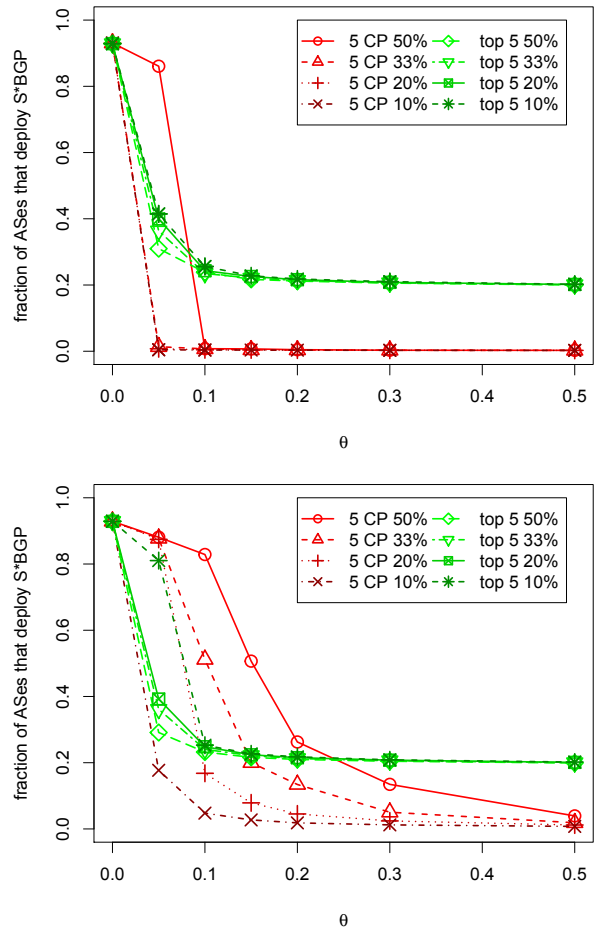 fraction of ASes that deploy S*BGP
1.0
0.8
0.6
0.4
0.2
0.0
5 CP 50% top 5 50%
5 CP 33% top 5 33%
5 CP 20% top 5 20%
5 CP 10% top 5 10%
0.0 0.1 0.2 0.3 0.4 0.5
θ
fraction of ASes that deploy S*BGP
1.0
0.8
0.6
0.4
0.2
0.0
5 CP 50% top 5 50%
5 CP 33% top 5 33%
5 CP 20% top 5 20%
5 CP 10% top 5 10%
0.0 0.1 0.2 0.3 0.4 0.5
θ